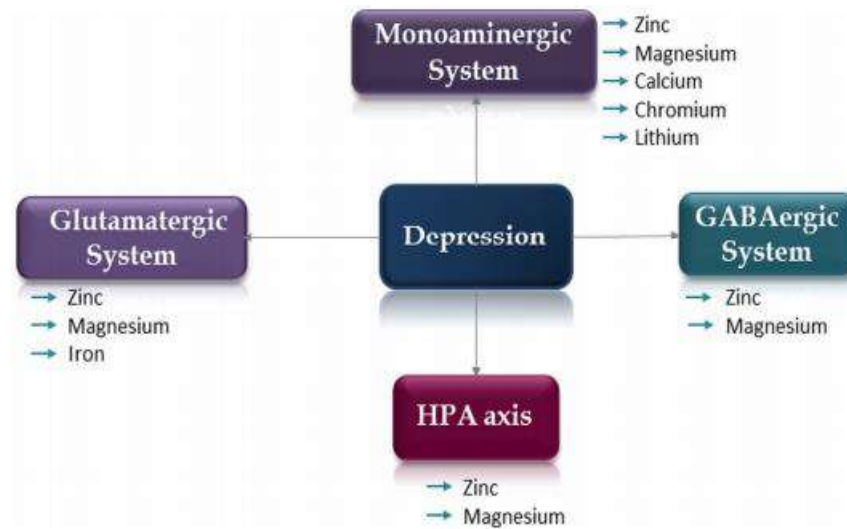 Monoaminergic
System
→ Zinc
→ Magnesium
→ Calcium
→ Chromium
→ Lithium
Glutamatergic
System
→ Zinc
→ Magnesium
→ Iron
Depression
GABAergic
System
→ Zinc
→ Magnesium
HPA axis
→ Zinc
→ Magnesium